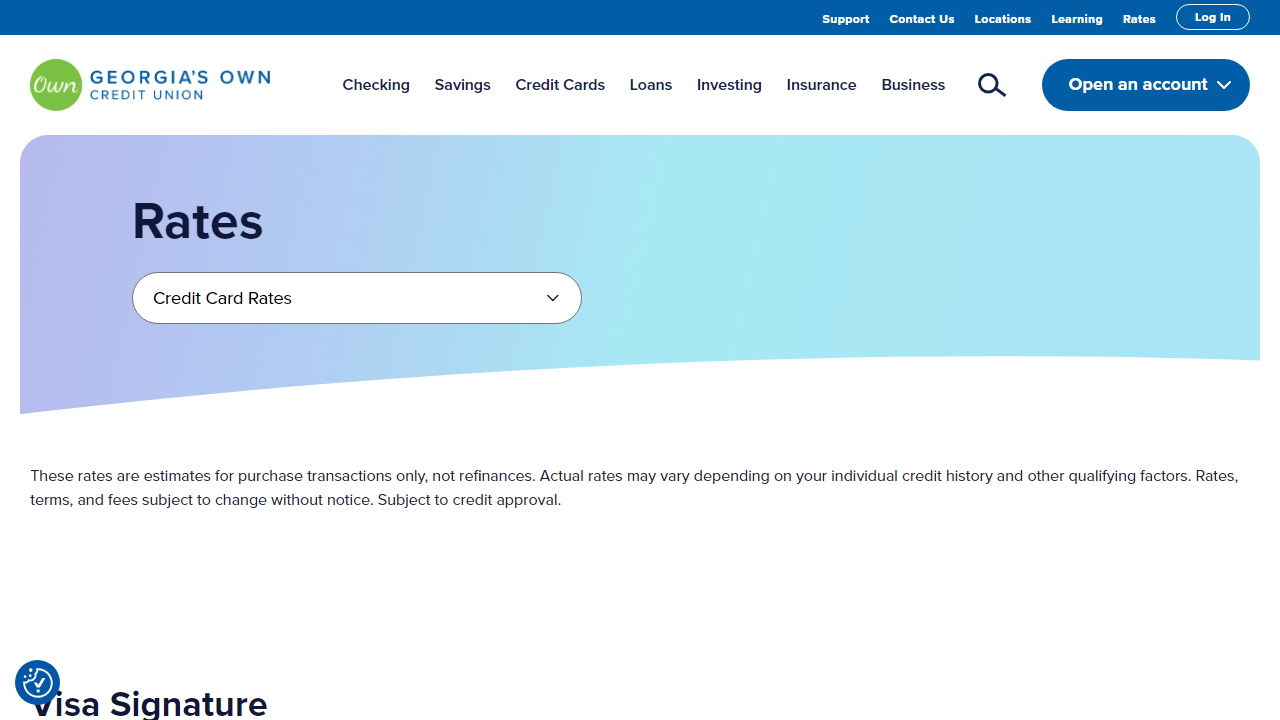 Support Contact Us Locations Learning Rates Log In
Own GEORGIA'S OWN
CREDIT UNION
Checking Savings Credit Cards Loans Investing Insurance Business Open an account
Rates
Credit Card Rates
These rates are estimates for purchase transactions only, not refinances. Actual rates may vary depending on your individual credit history and other qualifying factors. Rates,
terms, and fees subject to change without notice. Subject to credit approval.
Visa Signature